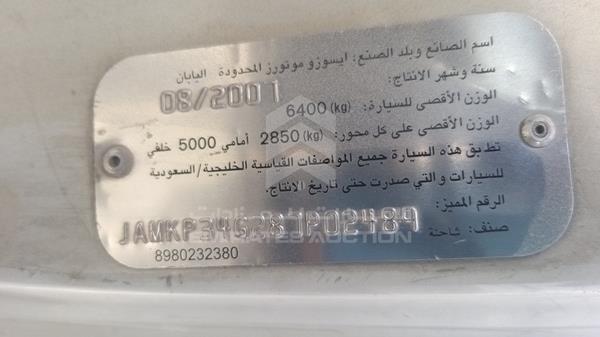 اسم الصانع وبلد الصنع: ايسوزو موتورز المحدودة اليابان
سنة وشهر الانتاج:
08/2001
الوزن الأقصى للسيارة: 6400 (kg)
الوزن الأقصى على كل محور: 2850 (kg) أمامي 5000 خلفي
تطبق هذه السيارة جميع المواصفات القياسية الخليجية/السعودية
للسيارات والتي صدرت حتى تاريخ الانتاج.
الرقم المميز:
صنف: شاحنة
8980232380
EMIRATES AUCTION